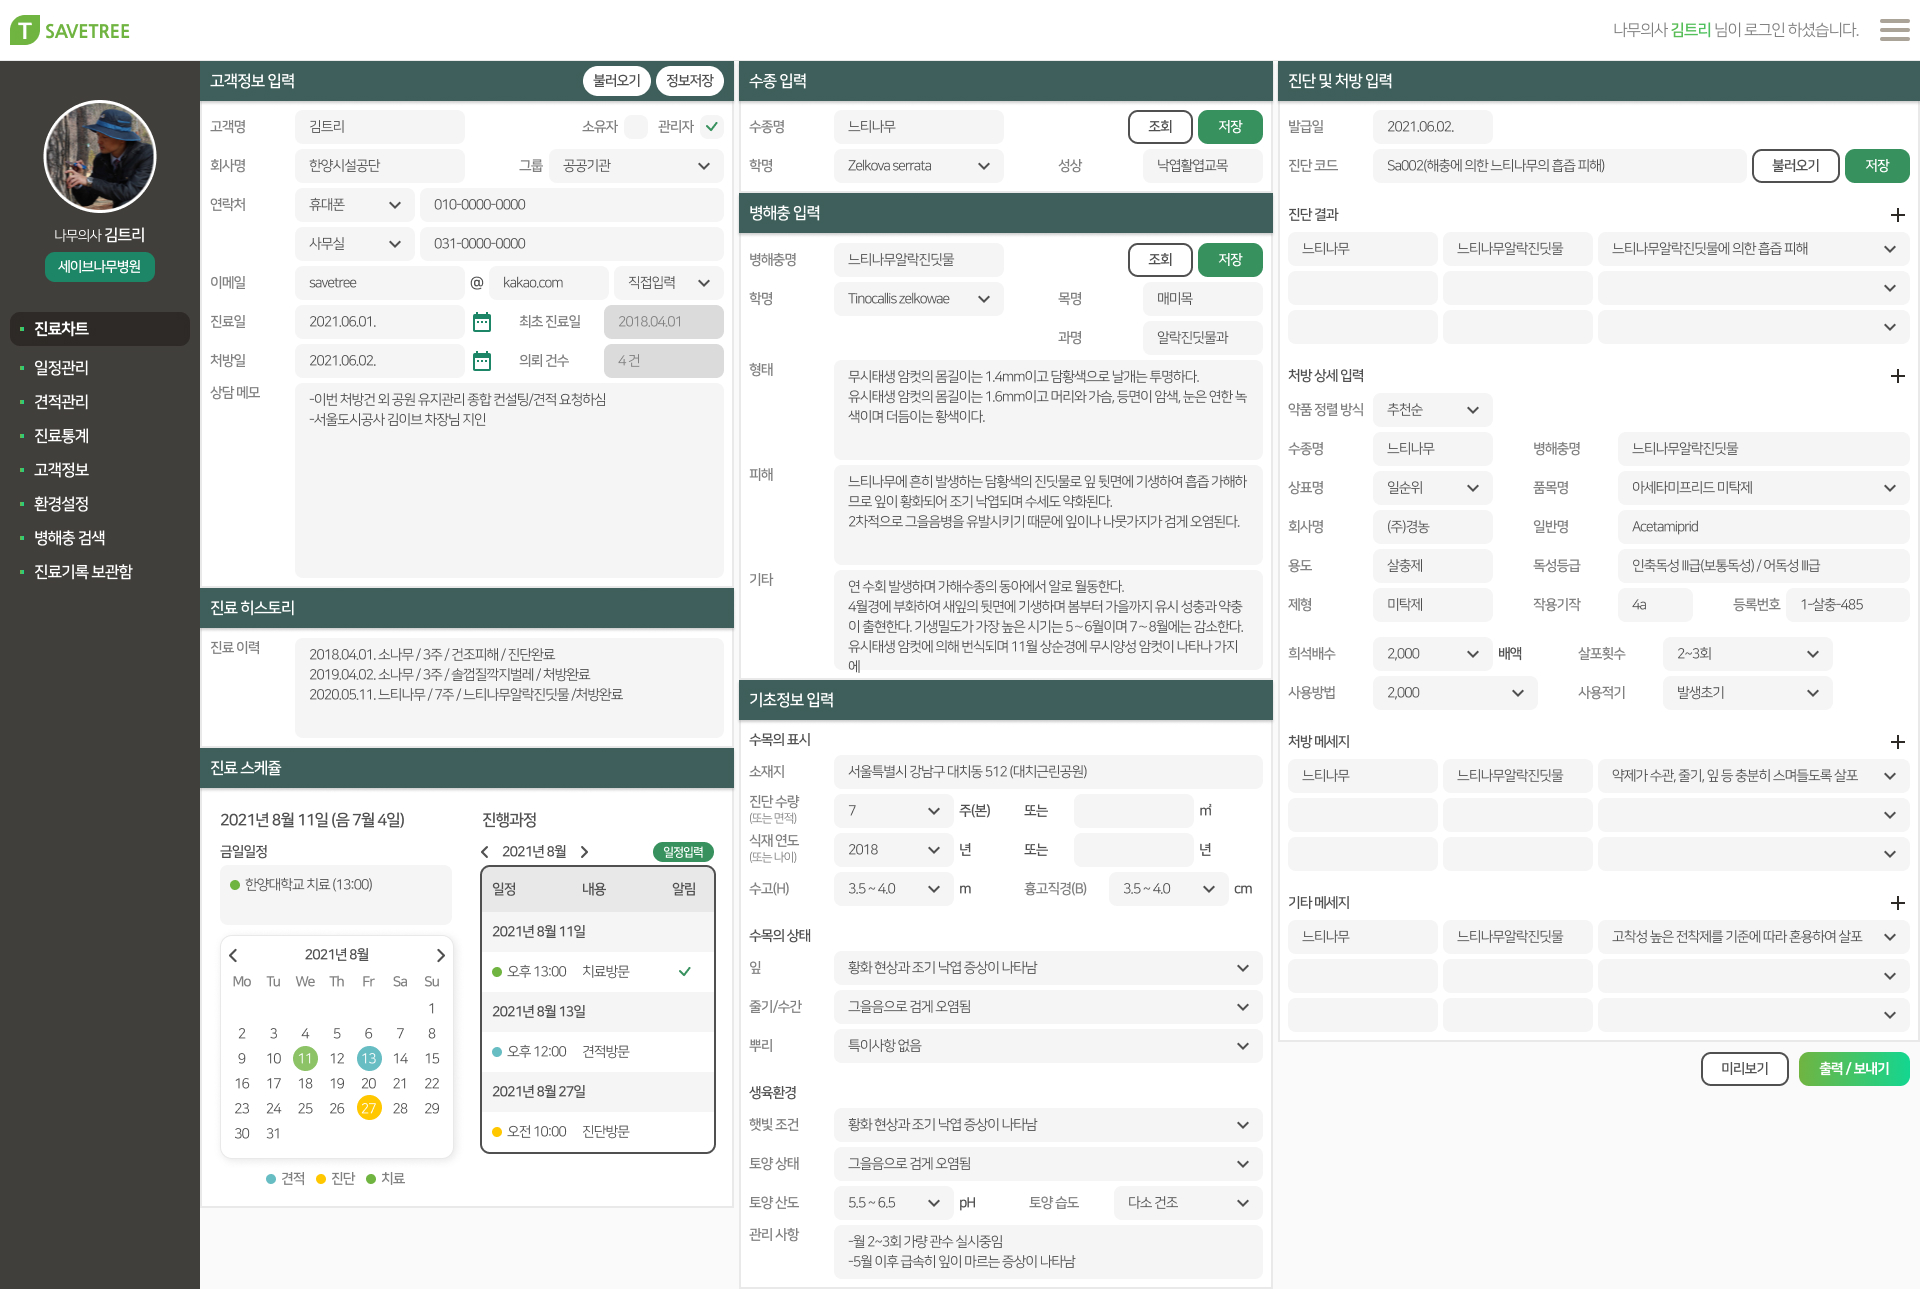 SAVETREE
나무의사 김트리 님이 로그인 하셨습니다.
나무의사 김트리
세이브나무병원
진료차트
일정관리
견적관리
진료통계
고객정보
환경설정
병해충 검색
진료기록 보관함
고객정보 입력
불러오기
정보저장
고객명
김트리
소유자
관리자
회사명
한양시설공단
그룹
공공기관
연락처
휴대폰
010-0000-0000
사무실
031-0000-0000
이메일
savetree
@
kakao.com
직접입력
진료일
2021.06.01.
최초 진료일
2018.04.01
처방일
2021.06.02.
의뢰 건수
4 건
상담 메모
-이번 처방건 외 공원 유지관리 종합 컨설팅/견적 요청하심
-서울도시공사 김이브 차장님 지인
진료 히스토리
진료 이력
2018.04.01. 소나무 / 3주 / 건조피해 / 진단완료
2019.04.02. 소나무 / 3주 / 솔껍질깍지벌레 / 처방완료
2020.05.11. 느티나무 / 7주 / 느티나무알락진딧물 /처방완료
진료 스케쥴
2021년 8월 11일 (음 7월 4일)
금일일정
한양대학교 치료 (13:00)
2021년 8월
Mo Tu We Th Fr Sa Su
1
2 3 4 5 6 7 8
9 10 11 12 13 14 15
16 17 18 19 20 21 22
23 24 25 26 27 28 29
30 31
견적 진단 치료
진행과정
2021년 8월
일정입력
일정 내용 알림
2021년 8월 11일
오후 13:00 치료방문
2021년 8월 13일
오후 12:00 견적방문
2021년 8월 27일
오전 10:00 진단방문
수종 입력
수종명
느티나무
조회
저장
학명
Zelkova serrata
성상
낙엽활엽교목
병해충 입력
병해충명
느티나무알락진딧물
조회
저장
학명
Tinocallis zelkowae
목명
매미목
과명
알락진딧물과
형태
무시태생 암컷의 몸길이는 1.4mm이고 담황색으로 날개는 투명하다.
유시태생 암컷의 몸길이는 1.6mm이고 머리와 가슴, 등면이 암색, 눈은 연한 녹
색이며 더듬이는 황색이다.
피해
느티나무에 흔히 발생하는 담황색의 진딧물로 잎 뒷면에 기생하여 흡즙 가해하
므로 잎이 황화되어 조기 낙엽되며 수세도 약화된다.
2차적으로 그을음병을 유발시키기 때문에 잎이나 나뭇가지가 검게 오염된다.
기타
연 수회 발생하며 가해수종의 동아에서 알로 월동한다.
4월경에 부화하여 새잎의 뒷면에 기생하며 봄부터 가을까지 유시 성충과 약충
이 출현한다. 기생밀도가 가장 높은 시기는 5 ~ 6월이며 7 ~ 8월에는 감소한다.
유시태생 암컷에 의해 번식되며 11월 상순경에 무시양성 암컷이 나타나 가지
에
기초정보 입력
수목의 표시
소재지
서울특별시 강남구 대치동 512 (대치근린공원)
진단 수량
(또는 면적)
7
주(본)
또는
㎡
식재 연도
(또는 나이)
2018
년
또는
년
수고(H)
3.5 ~ 4.0
m
흉고직경(B)
3.5 ~ 4.0
cm
수목의 상태
잎
황화 현상과 조기 낙엽 증상이 나타남
줄기/수간
그을음으로 검게 오염됨
뿌리
특이사항 없음
생육환경
햇빛 조건
황화 현상과 조기 낙엽 증상이 나타남
토양 상태
그을음으로 검게 오염됨
토양 산도
5.5 ~ 6.5
pH
토양 습도
다소 건조
관리 사항
-월 2~3회 가량 관수 실시중임
-5월 이후 급속히 잎이 마르는 증상이 나타남
진단 및 처방 입력
발급일
2021.06.02.
진단 코드
Sa002(해충에 의한 느티나무의 흡즙 피해)
불러오기
저장
진단 결과
느티나무
느티나무알락진딧물
느티나무알락진딧물에 의한 흡즙 피해
처방 상세 입력
약품 정렬 방식
추천순
수종명
느티나무
병해충명
느티나무알락진딧물
상표명
일순위
품목명
아세타미프리드 미탁제
회사명
(주)경농
일반명
Acetamiprid
용도
살충제
독성등급
인축독성 III급(보통독성) / 어독성 III급
제형
미탁제
작용기작
4a
등록번호
1-살충-485
희석배수
2,000
배액
살포횟수
2~3회
사용방법
2,000
사용적기
발생초기
처방 메세지
느티나무
느티나무알락진딧물
약제가 수관, 줄기, 잎 등 충분히 스며들도록 살포
기타 메세지
느티나무
느티나무알락진딧물
고착성 높은 전착제를 기준에 따라 혼용하여 살포
미리보기
출력 / 보내기